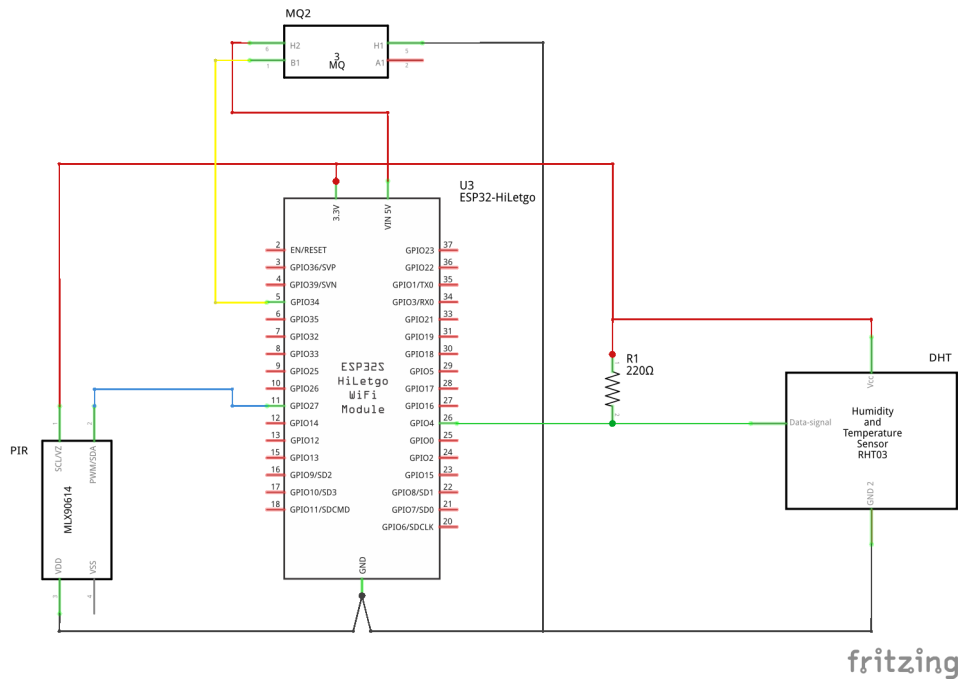 MQ2
H2
H1
6
5
3
MQ
B1
A1
1
2
U3
ESP32-HiLetgo
3.3V
VIN 5V
2
EN/RESET
GPIO23
37
3
GPIO36/SVP
GPIO22
36
4
GPIO39/SVN
GPIO1/TX0
35
5
GPIO34
GPIO3/RX0
34
6
GPIO35
GPIO21
33
7
GPIO32
GPIO19
31
8
GPIO33
GPIO18
30
9
GPIO25
GPIO5
29
10
GPIO26
GPIO17
28
11
GPIO27
GPIO16
27
12
GPIO14
GPIO4
26
13
GPIO12
GPIO0
25
15
GPIO13
GPIO2
24
16
GPIO9/SD2
GPIO15
23
17
GPIO10/SD3
GPIO8/SD1
22
18
GPIO11/SDCMD
GPIO7/SD0
21
GPIO6/SDCLK
20
ESP32S
HiLetgo
WiFi
Module
GND
R1
220Ω
DHT
Vcc
Data-signal
Humidity
and
Temperature
Sensor
RHT03
GND 2
PIR
1
2
SCL/VZ
PWM/SDA
MLX90614
VDD
VSS
3
4
fritzing